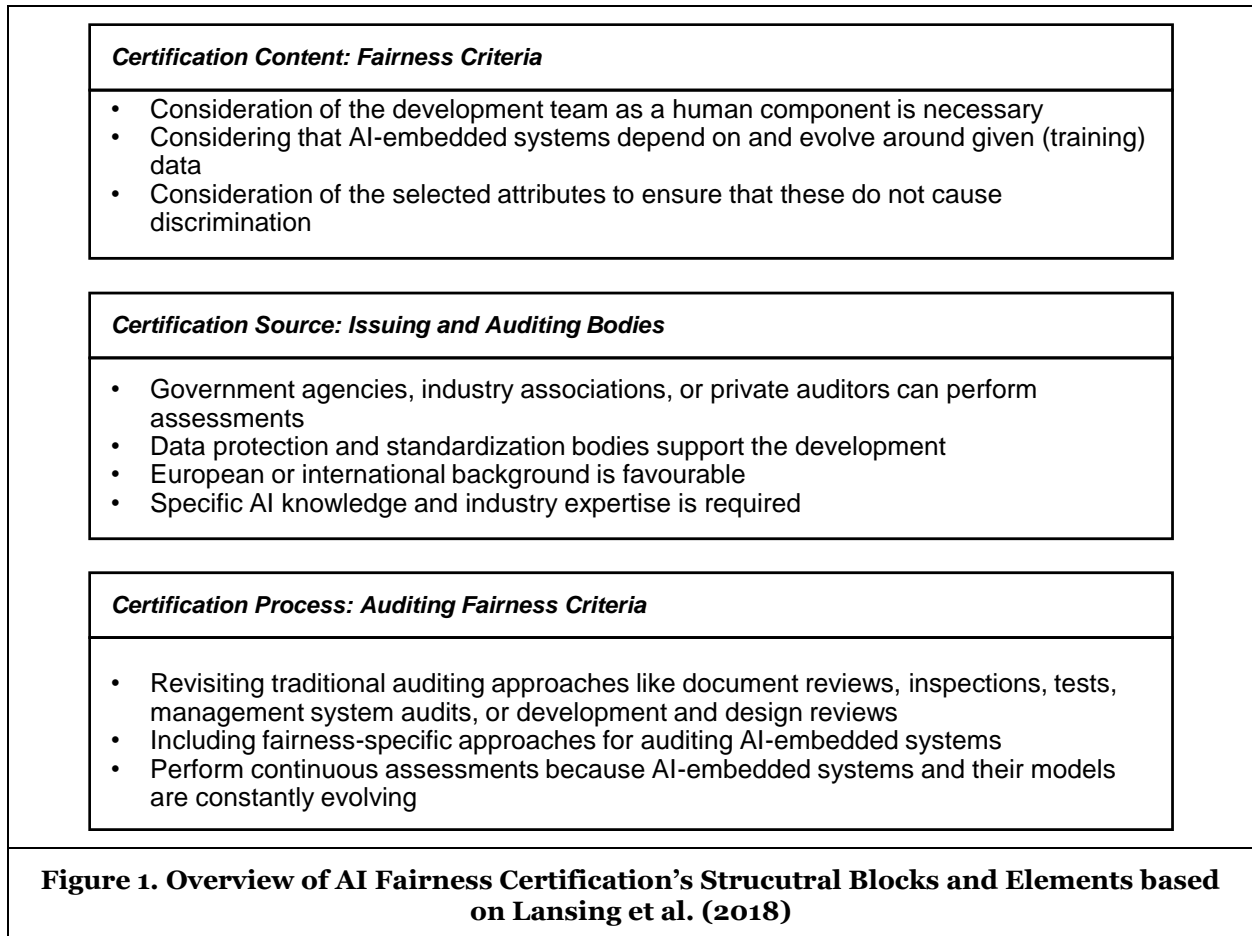 Certification Content: Fairness Criteria
• Consideration of the development team as a human component is necessary
• Considering that AI-embedded systems depend on and evolve around given (training)
data
• Consideration of the selected attributes to ensure that these do not cause
discrimination
Certification Source: Issuing and Auditing Bodies
• Government agencies, industry associations, or private auditors can perform
assessments
• Data protection and standardization bodies support the development
• European or international background is favourable
• Specific AI knowledge and industry expertise is required
Certification Process: Auditing Fairness Criteria
• Revisiting traditional auditing approaches like document reviews, inspections, tests,
management system audits, or development and design reviews
• Including fairness-specific approaches for auditing AI-embedded systems
• Perform continuous assessments because AI-embedded systems and their models
are constantly evolving
Figure 1. Overview of AI Fairness Certification's Strucutral Blocks and Elements based
on Lansing et al. (2018)